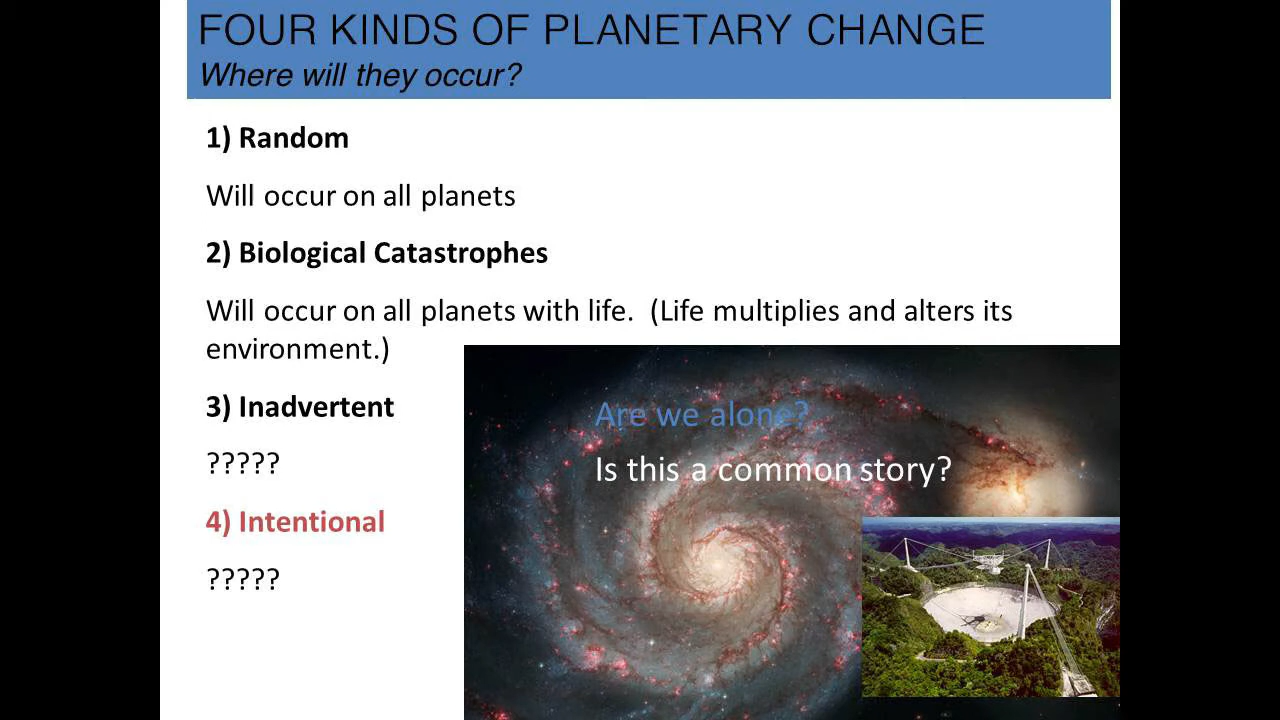 FOUR KINDS OF PLANETARY CHANGE
Where will they occur?
1) Random
Will occur on all planets
2) Biological Catastrophes
Will occur on all planets with life.  (Life multiplies and alters its
environment.)
3) Inadvertent
?????
4) Intentional
?????
Are we alone?
Is this a common story?